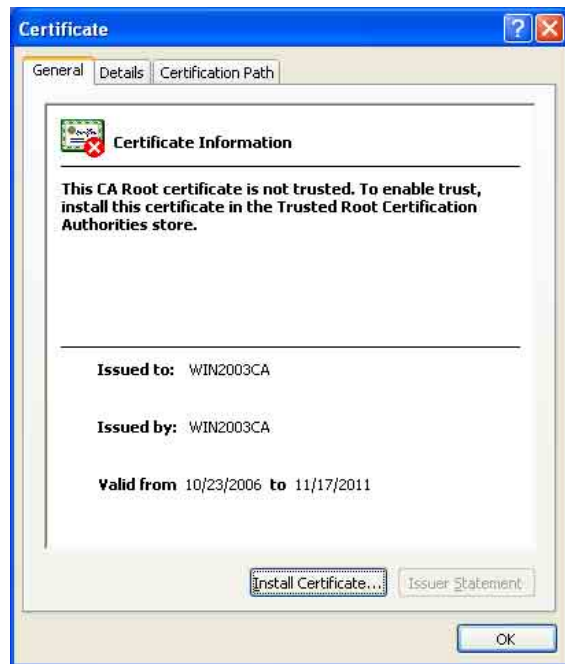 Certificate
General Details Certification Path
Certificate Information
This CA Root certificate is not trusted. To enable trust,
install this certificate in the Trusted Root Certification
Authorities store.
Issued to: WIN2003CA
Issued by: WIN2003CA
Valid from 10/23/2006 to 11/17/2011
Install Certificate... Issuer Statement
OK